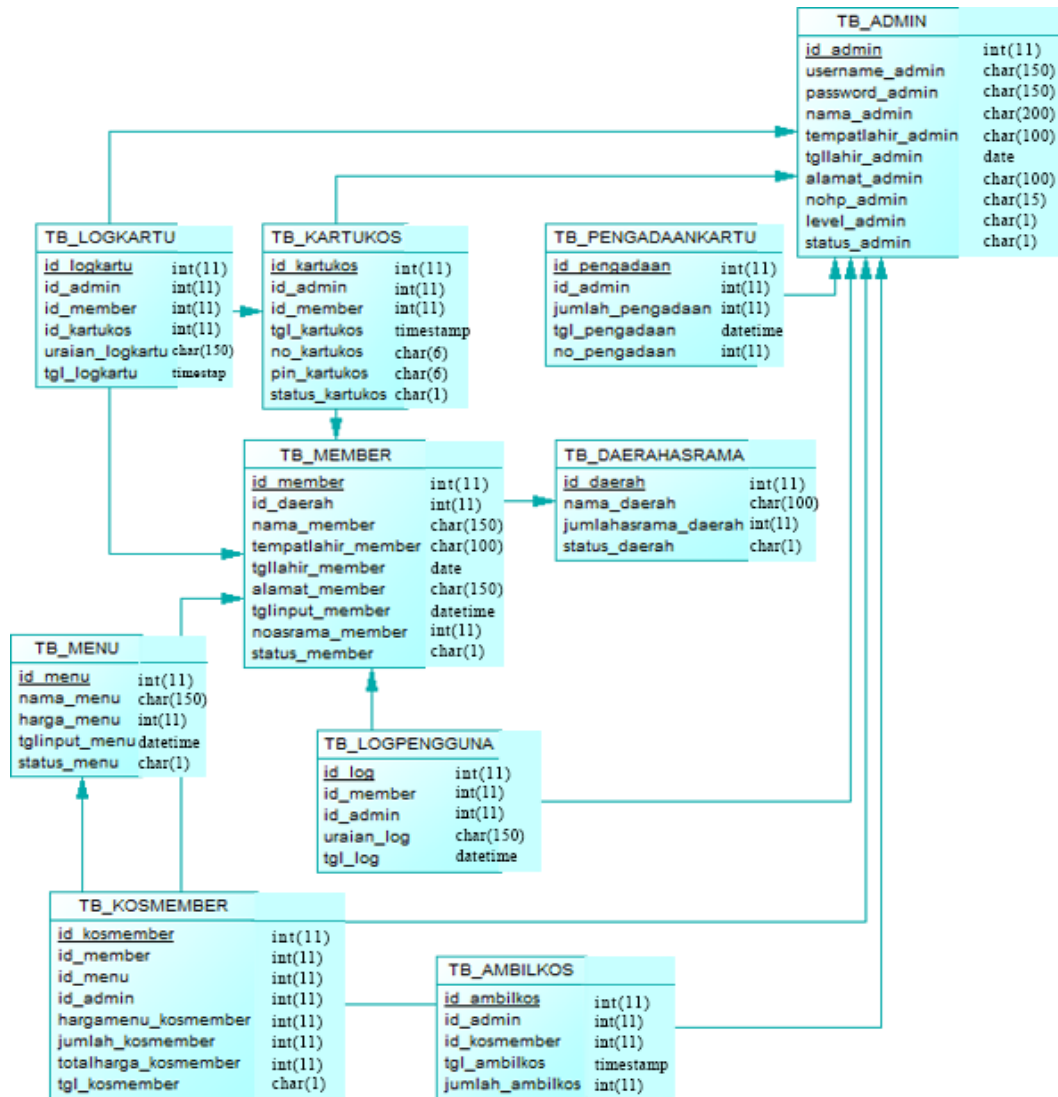 TB_ADMIN
id_admin int(11)
username_admin char(150)
password_admin char(150)
nama_admin char(200)
tempatlahir_admin char(100)
tgllahir_admin date
alamat_admin char(100)
nohp_admin char(15)
level_admin char(1)
status_admin char(1)
TB_LOGKARTU
id_logkartu int(11)
id_admin int(11)
id_member int(11)
id_kartukos int(11)
uraian_logkartu char(150)
tgl_logkartu timestap
TB_KARTUKOS
id_kartukos int(11)
id_admin int(11)
id_member int(11)
tgl_kartukos timestamp
no_kartukos char(6)
pin_kartukos char(6)
status_kartukos char(1)
TB_PENGADAANKARTU
id_pengadaan int(11)
id_admin int(11)
jumlah_pengadaan int(11)
tgl_pengadaan datetime
no_pengadaan int(11)
TB_MEMBER
id_member int(11)
id_daerah int(11)
nama_member char(150)
tempatlahir_member char(100)
tgllahir_member date
alamat_member char(150)
tglinput_member datetime
noasrama_member int(11)
status_member char(1)
TB_DAERAHASRAMA
id_daerah int(11)
nama_daerah char(100)
jumlahasrama_daerah int(11)
status_daerah char(1)
TB_MENU
id_menu int(11)
nama_menu char(150)
harga_menu int(11)
tglinput_menu datetime
status_menu char(1)
TB_LOGPENGGUNA
id_log int(11)
id_member int(11)
id_admin int(11)
uraian_log char(150)
tgl_log datetime
TB_KOSMEMBER
id_kosmember int(11)
id_member int(11)
id_menu int(11)
id_admin int(11)
hargamenu_kosmember int(11)
jumlah_kosmember int(11)
totalharga_kosmember int(11)
tgl_kosmember char(1)
TB_AMBILKOS
id_ambilkos int(11)
id_admin int(11)
id_kosmember int(11)
tgl_ambilkos timestamp
jumlah_ambilkos int(11)